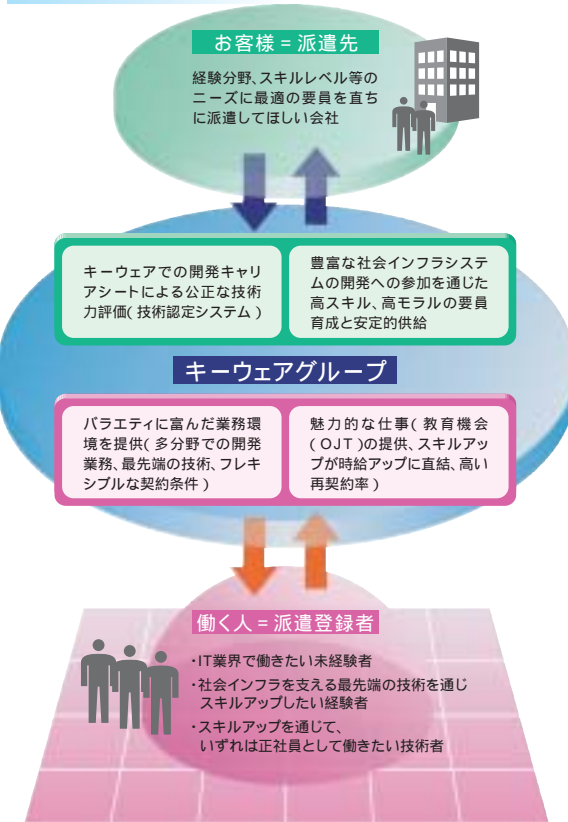 お客様=派遣先
経験分野、スキルレベル等の
ニーズに最適の要員を直ち
に派遣してほしい会社
キーウェアでの開発キャリ
アシートによる公正な技術
力評価(技術認定システム)
豊富な社会インフラシステ
ムの開発への参加を通じた
高スキル、高モラルの要員
育成と安定的供給
キーウェアグループ
バラエティに富んだ業務環
境を提供(多分野での開発
業務、最先端の技術、フレキ
シブルな契約条件)
魅力的な仕事(教育機会
(OJT)の提供、スキルアッ
プが時給アップに直結、高い
再契約率)
働く人=派遣登録者
・IT業界で働きたい未経験者
・社会インフラを支える最先端の技術を通じ
スキルアップしたい経験者
・スキルアップを通じて、
いずれは正社員として働きたい技術者